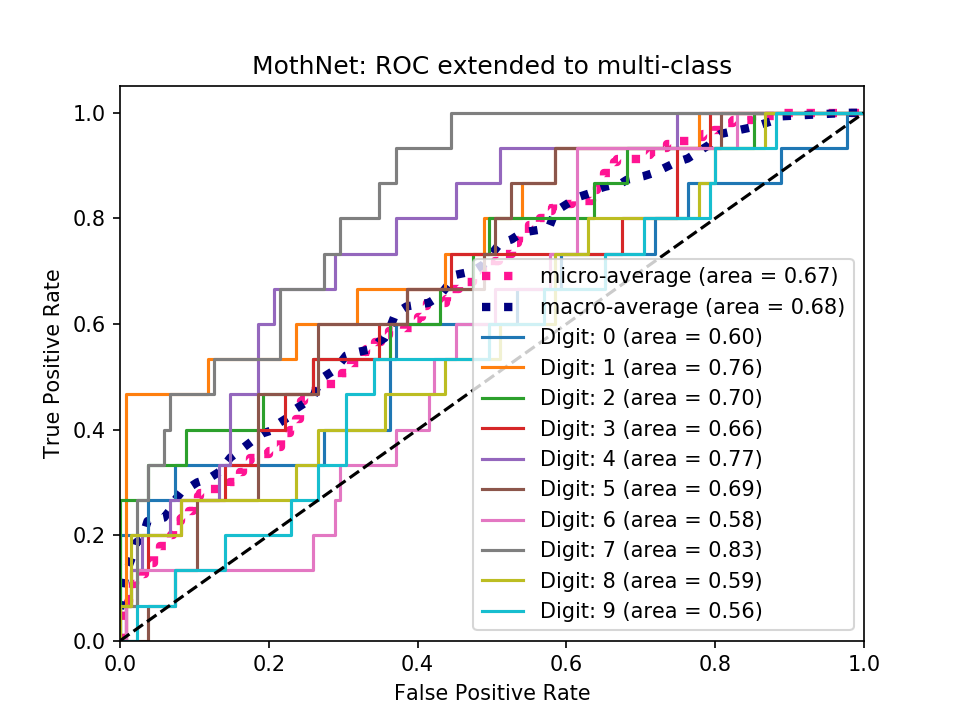 MothNet: ROC extended to multi-class
True Positive Rate
1.0
0.8
0.6
0.4
0.2
0.0
micro-average (area = 0.67)
macro-average (area = 0.68)
Digit: 0 (area = 0.60)
Digit: 1 (area = 0.76)
Digit: 2 (area = 0.70)
Digit: 3 (area = 0.66)
Digit: 4 (area = 0.77)
Digit: 5 (area = 0.69)
Digit: 6 (area = 0.58)
Digit: 7 (area = 0.83)
Digit: 8 (area = 0.59)
Digit: 9 (area = 0.56)
0.0 0.2 0.4 0.6 0.8 1.0
False Positive Rate